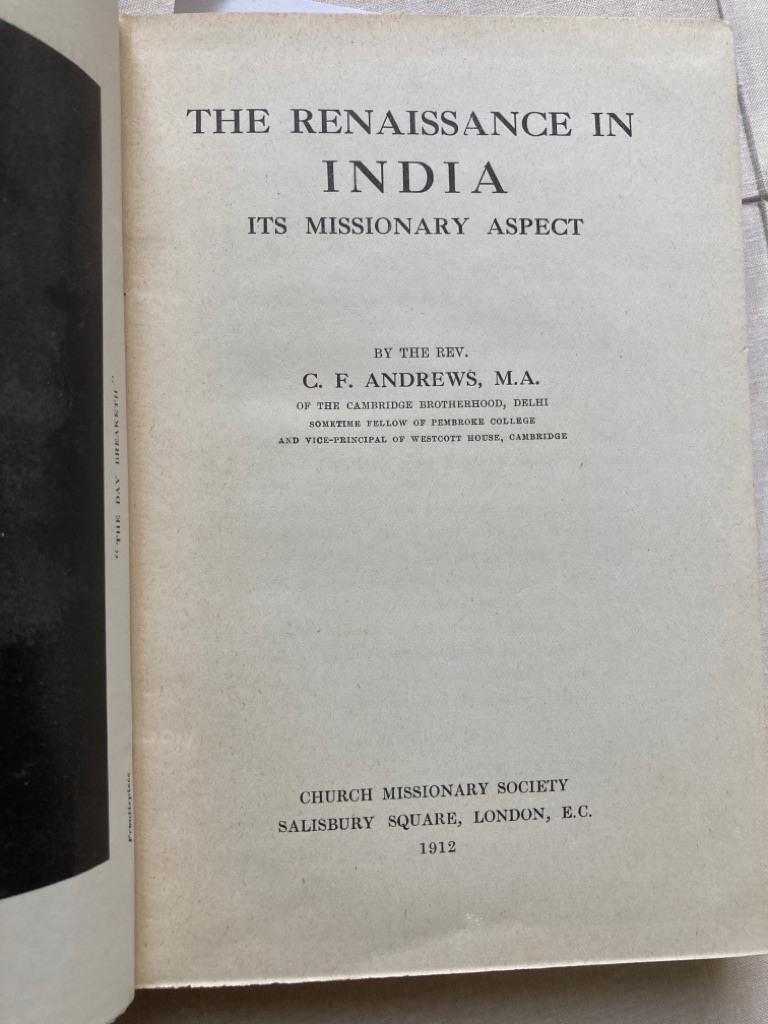 "THE DAY BREAKETH"
Frontispiece
THE RENAISSANCE IN
INDIA
ITS MISSIONARY ASPECT
BY THE REV.
C. F. ANDREWS, M.A.
OF THE CAMBRIDGE BROTHERHOOD, DELHI
SOMETIME FELLOW OF PEMBROKE COLLEGE
AND VICE-PRINCIPAL OF WESTCOTT HOUSE, CAMBRIDGE
CHURCH MISSIONARY SOCIETY
SALISBURY SQUARE, LONDON, E.C.
1912